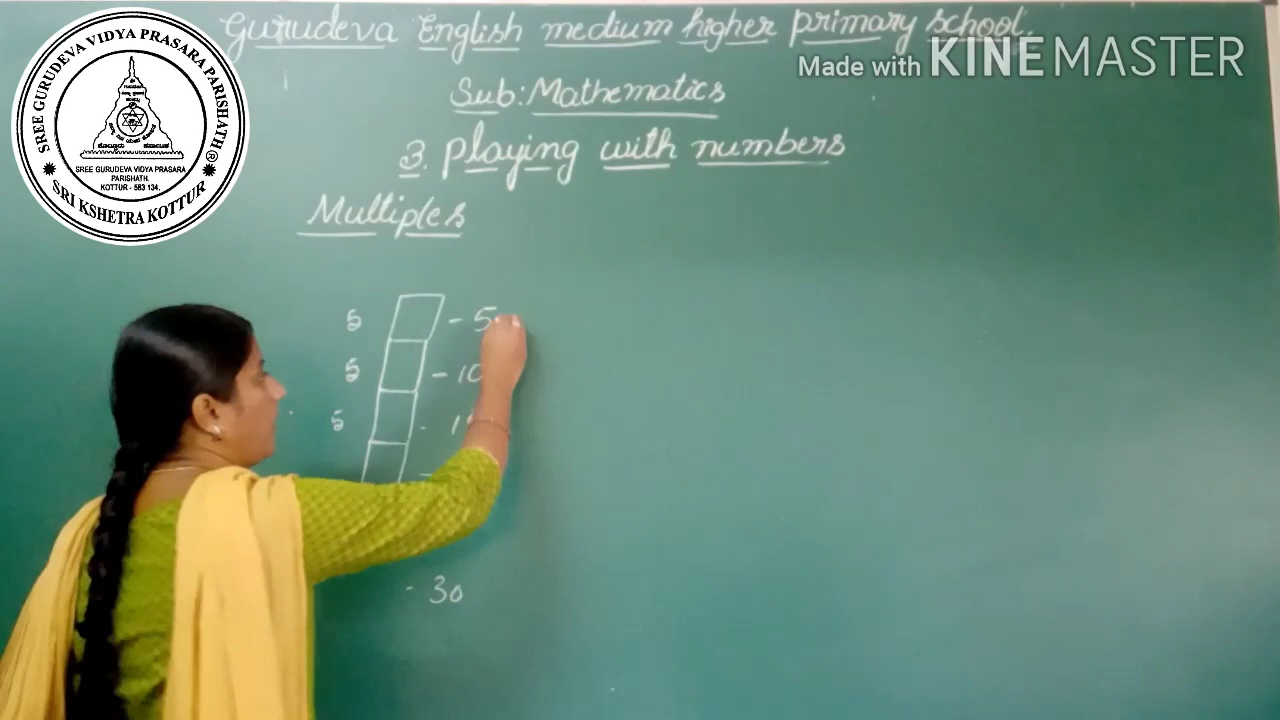 Gurudeva English medium higher primary school.
Made with KINEMASTER
Sub: Mathematics
3. Playing with numbers
Multiples
5 - 5
5 - 10
5 - 1
- 30
SREE GURUDEVA VIDYA PRASARA PARISHATH®
SREE GURUDEVA VIDYA PRASARA
PARISHATH.
KOTTUR - 583 134.
SRI KSHETRA KOTTUR